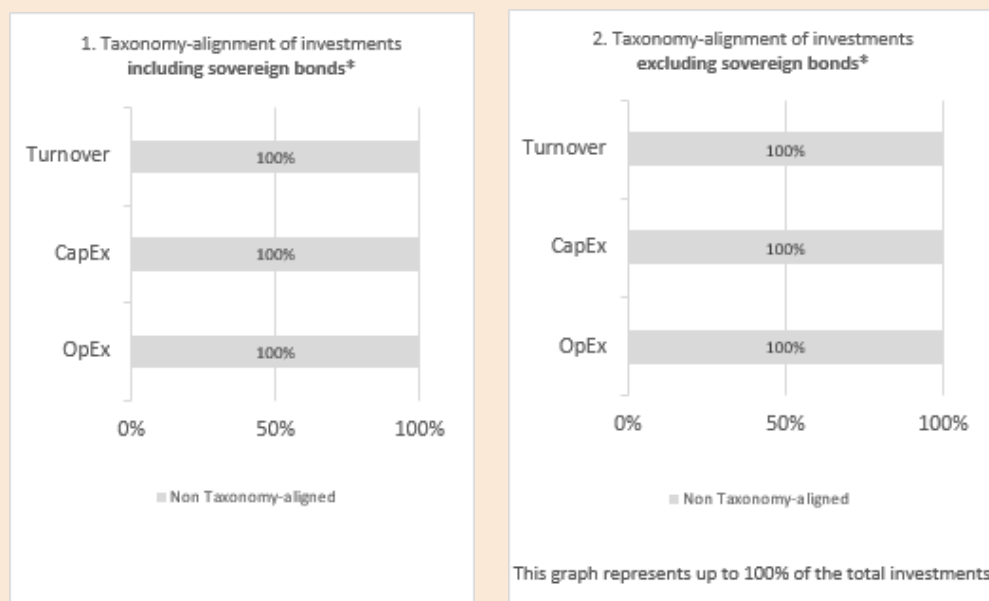 1. Taxonomy-alignment of investments
including sovereign bonds*
Turnover
100%
CapEx
100%
OpEx
100%
0% 50% 100%
Non Taxonomy-aligned
2. Taxonomy-alignment of investments
excluding sovereign bonds*
Turnover
100%
CapEx
100%
OpEx
100%
0% 50% 100%
Non Taxonomy-aligned
This graph represents up to 100% of the total investments